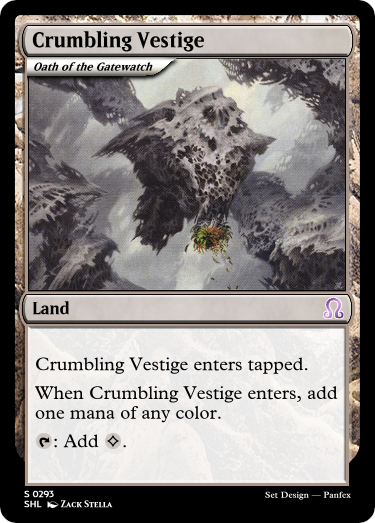 Crumbling Vestige
Oath of the Gatewatch
Land
Crumbling Vestige enters tapped.
When Crumbling Vestige enters, add
one mana of any color.
: Add .
S 0293
SHL Zack Stella
Set Design — Panfex